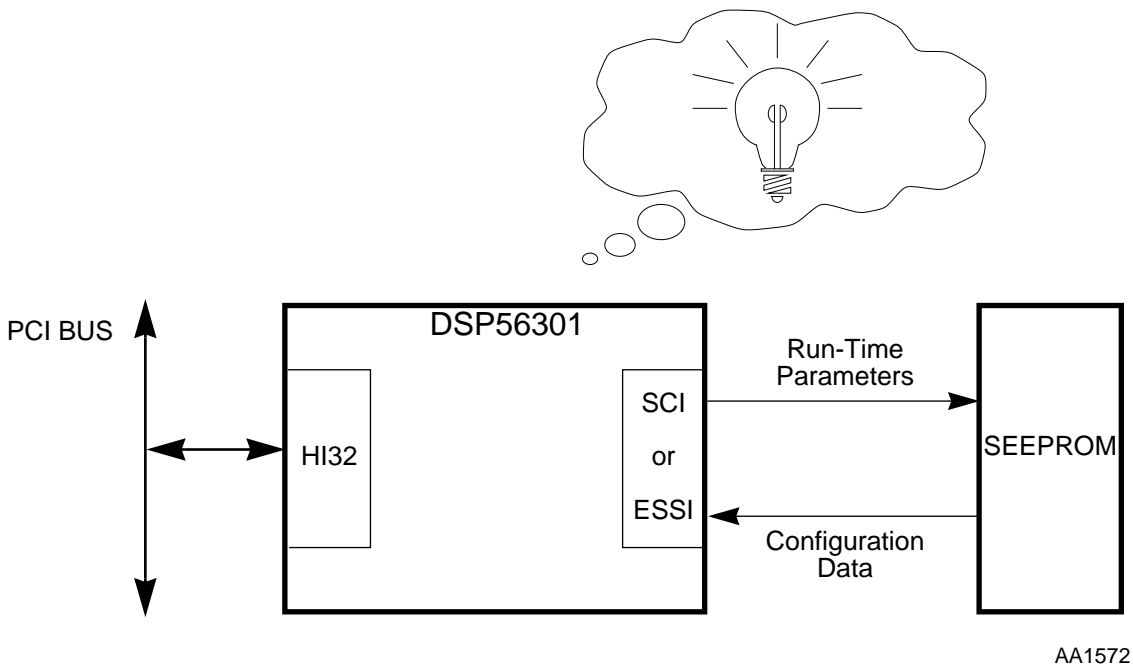 PCI BUS
DSP56301
HI32
SCI
or
ESSI
Run-Time
Parameters
SEEPROM
Configuration
Data
AA1572